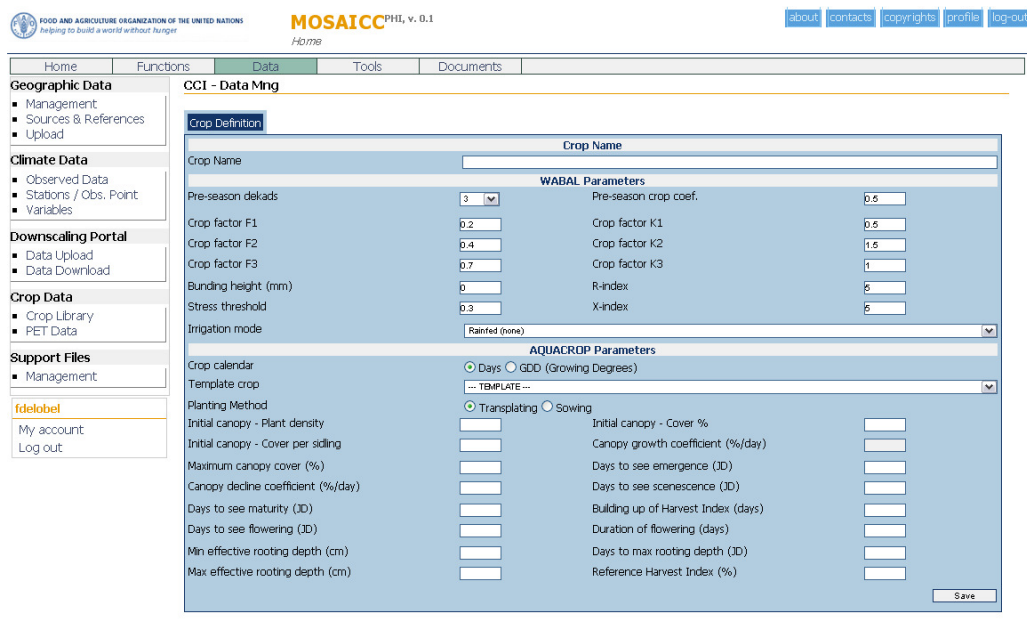 FOOD AND AGRICULTURE ORGANIZATION OF THE UNITED NATIONS
helping to build a world without hunger
MOSAICC PHI, v. 0.1
Home
about contacts copyrights profile log-out
Home Functions Data Tools Documents
Geographic Data
Management
Sources & References
Upload
Climate Data
Observed Data
Stations / Obs. Point
Variables
Downscaling Portal
Data Upload
Data Download
Crop Data
Crop Library
PET Data
Support Files
Management
fdelobel
My account
Log out
CCI - Data Mng
Crop Definition
Crop Name
Crop Name
WABAL Parameters
Pre-season dekads 3 Pre-season crop coef. 0.5
Crop factor F1 0.2 Crop factor K1 0.5
Crop factor F2 0.4 Crop factor K2 1.5
Crop factor F3 0.7 Crop factor K3 1
Bunding height (mm) 0 R-index 5
Stress threshold 0.3 X-index 5
Irrigation mode Rainfed (none)
AQUACROP Parameters
Crop calendar Days GDD (Growing Degrees)
Template crop --- TEMPLATE ---
Planting Method Transplating Sowing
Initial canopy - Plant density Initial canopy - Cover %
Initial canopy - Cover per sidling Canopy growth coefficient (%/day)
Maximum canopy cover (%) Days to see emergence (JD)
Canopy decline coefficient (%/day) Days to see scenescence (JD)
Days to see maturity (JD) Building up of Harvest Index (days)
Days to see flowering (JD) Duration of flowering (days)
Min effective rooting depth (cm) Days to max rooting depth (JD)
Max effective rooting depth (cm) Reference Harvest Index (%)
Save